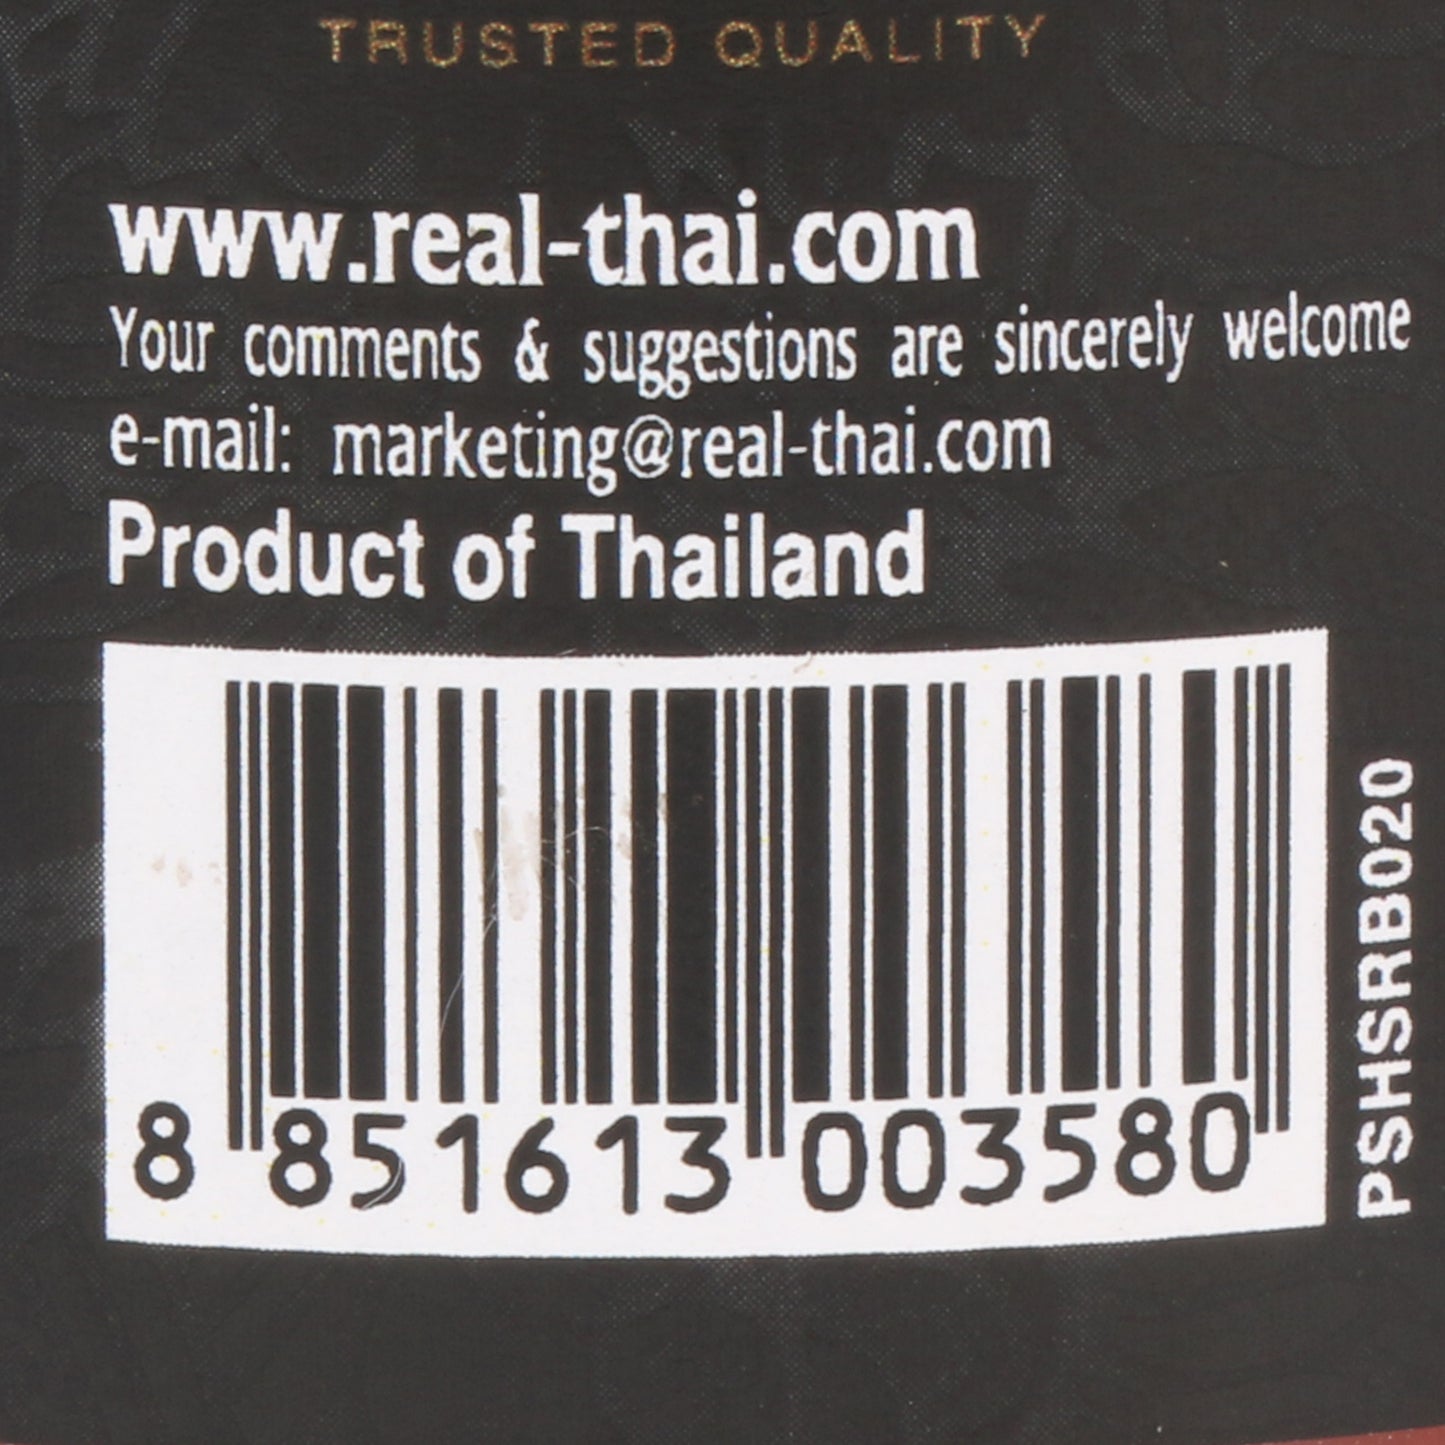 TRUSTED QUALITY
www.real-thai.com
Your comments & suggestions are sincerely welcome
e-mail: marketing@real-thai.com
Product of Thailand
8 851613 003580
PSHSRB020